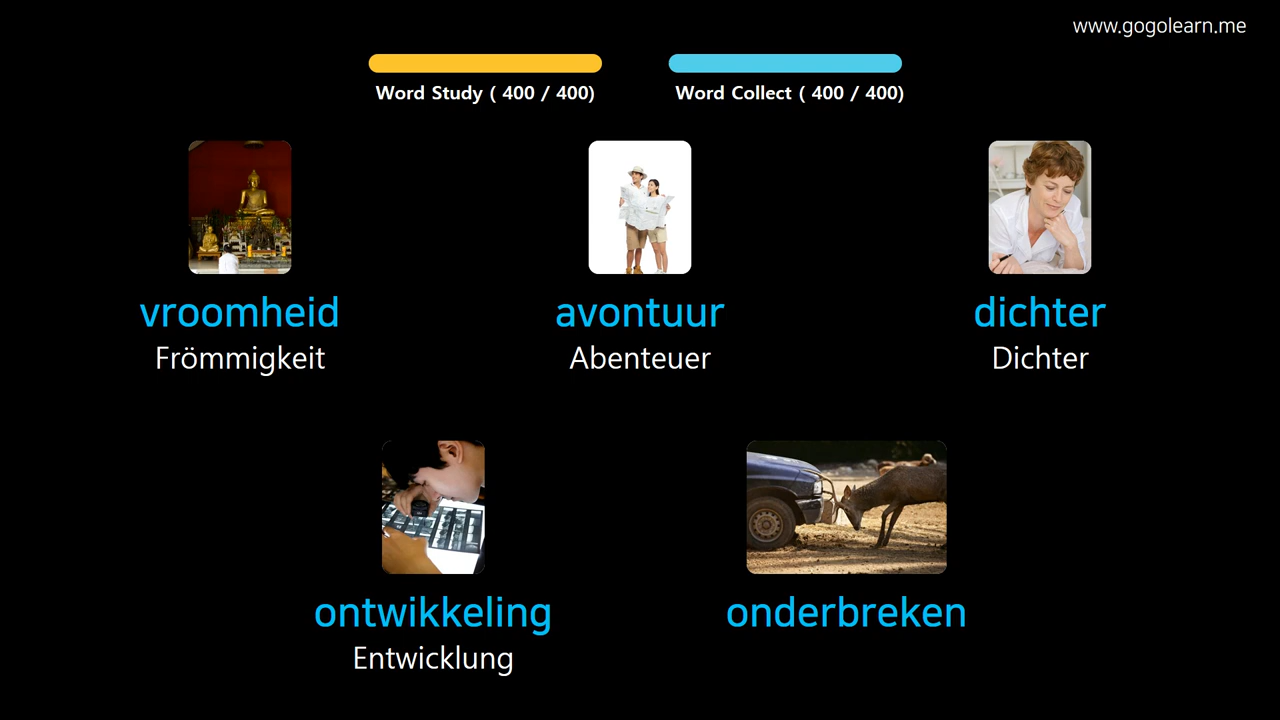 www.gogolearn.me
Word Study ( 400 / 400)
Word Collect ( 400 / 400)
vroomheid
Frömmigkeit
avontuur
Abenteuer
dichter
Dichter
ontwikkeling
Entwicklung
onderbreken